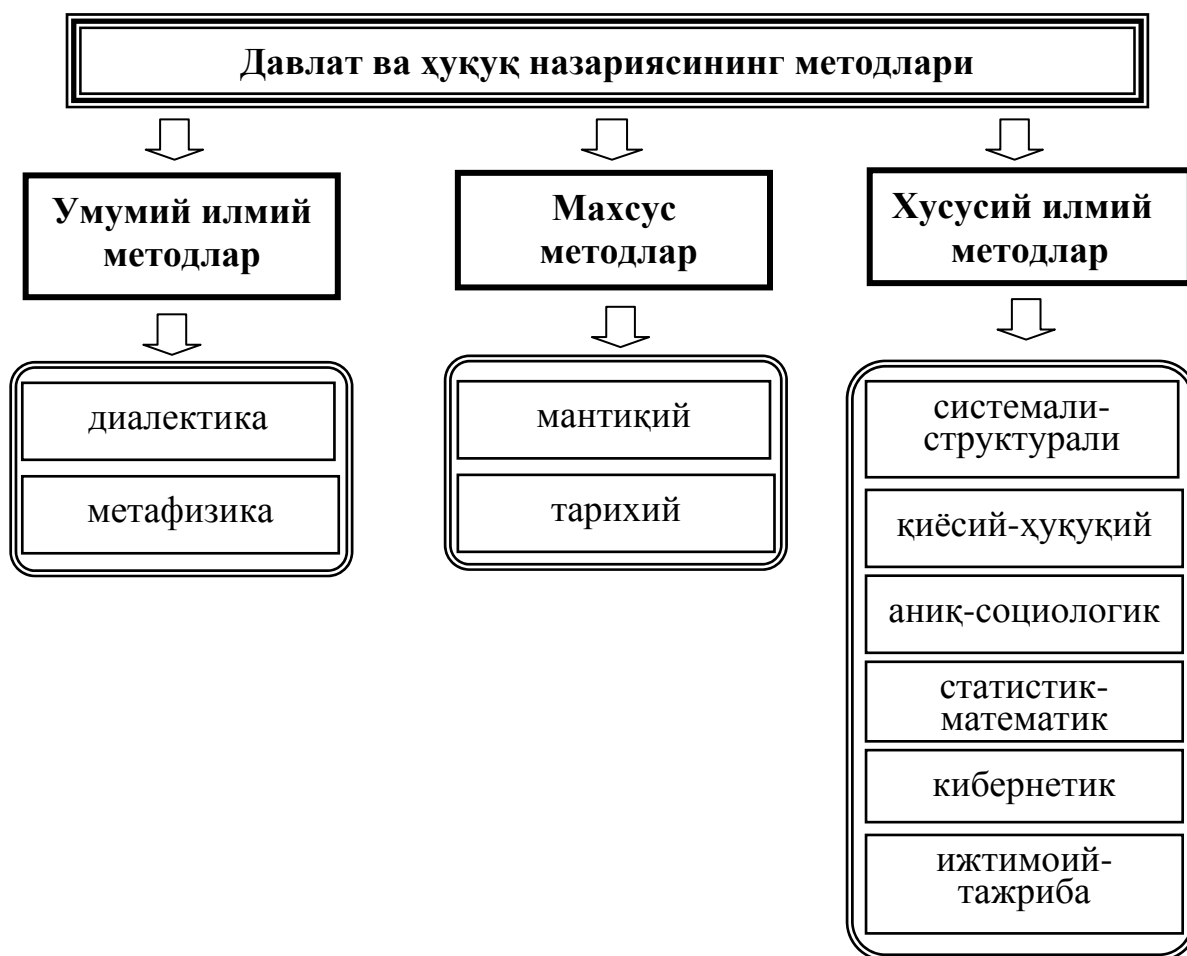 Давлат ва ҳуқуқ назариясининг методлари
Умумий илмий
методлар
Махсус
методлар
Хусусий илмий
методлар
диалектика
метафизика
мантиқий
тарихий
системали-
структурали
қиёсий-ҳуқуқий
аниқ-социологик
статистик-
математик
кибернетик
ижтимоий-
тажриба